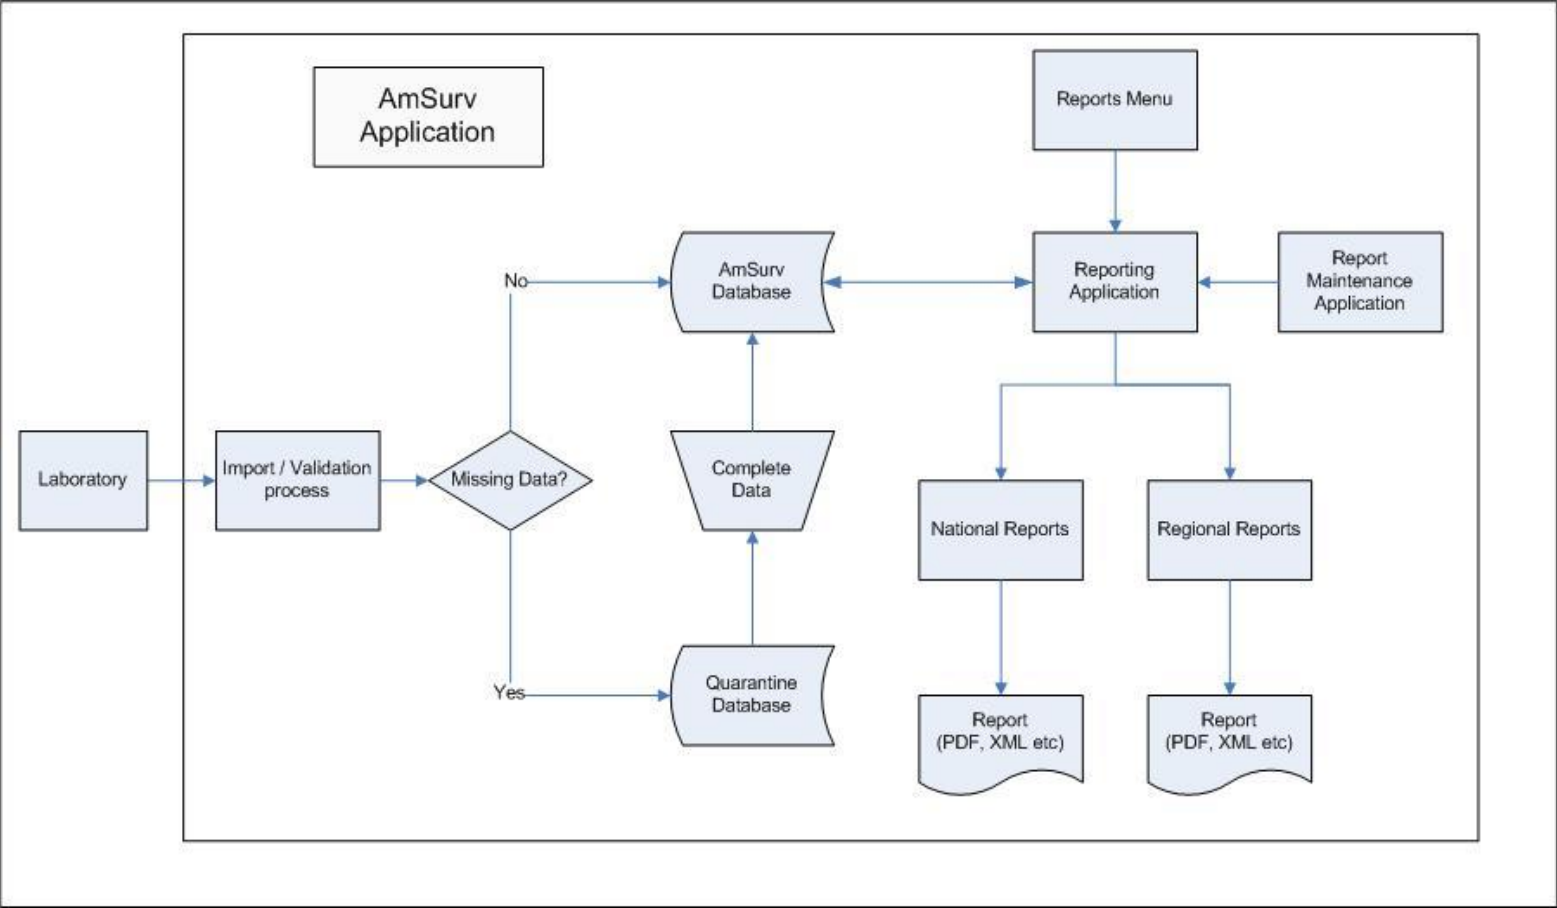 AmSurv
Application
Reports Menu
No
AmSurv
Database
Reporting
Application
Report
Maintenance
Application
Laboratory
Import / Validation
process
Missing Data?
Complete
Data
National Reports
Regional Reports
Yes
Quarantine
Database
Report
(PDF, XML etc)
Report
(PDF, XML etc)